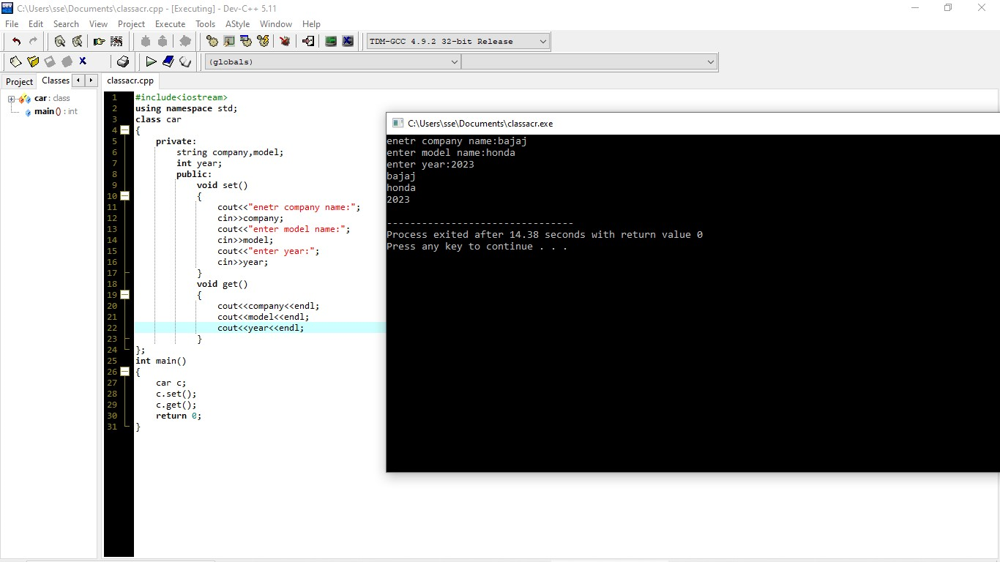 C:\Users\sse\Documents\classacr.cpp - [Executing] - Dev-C++ 5.11
File Edit Search View Project Execute Tools AStyle Window Help
TDM-GCC 4.9.2 32-bit Release
(globals)
Project Classes classacr.cpp
car : class
main () : int
1 #include<iostream>
2 using namespace std;
3 class car
4 {
5 private:
6 string company,model;
7 int year;
8 public:
9 void set()
10 {
11 cout<<"enetr company name:";
12 cin>>company;
13 cout<<"enter model name:";
14 cin>>model;
15 cout<<"enter year:";
16 cin>>year;
17 }
18 void get()
19 {
20 cout<<company<<endl;
21 cout<<model<<endl;
22 cout<<year<<endl;
23 }
24 };
25 int main()
26 {
27 car c;
28 c.set();
29 c.get();
30 return 0;
31 }
C:\Users\sse\Documents\classacr.exe
enetr company name:bajaj
enter model name:honda
enter year:2023
bajaj
honda
2023
--------------------------------
Process exited after 14.38 seconds with return value 0
Press any key to continue . . .